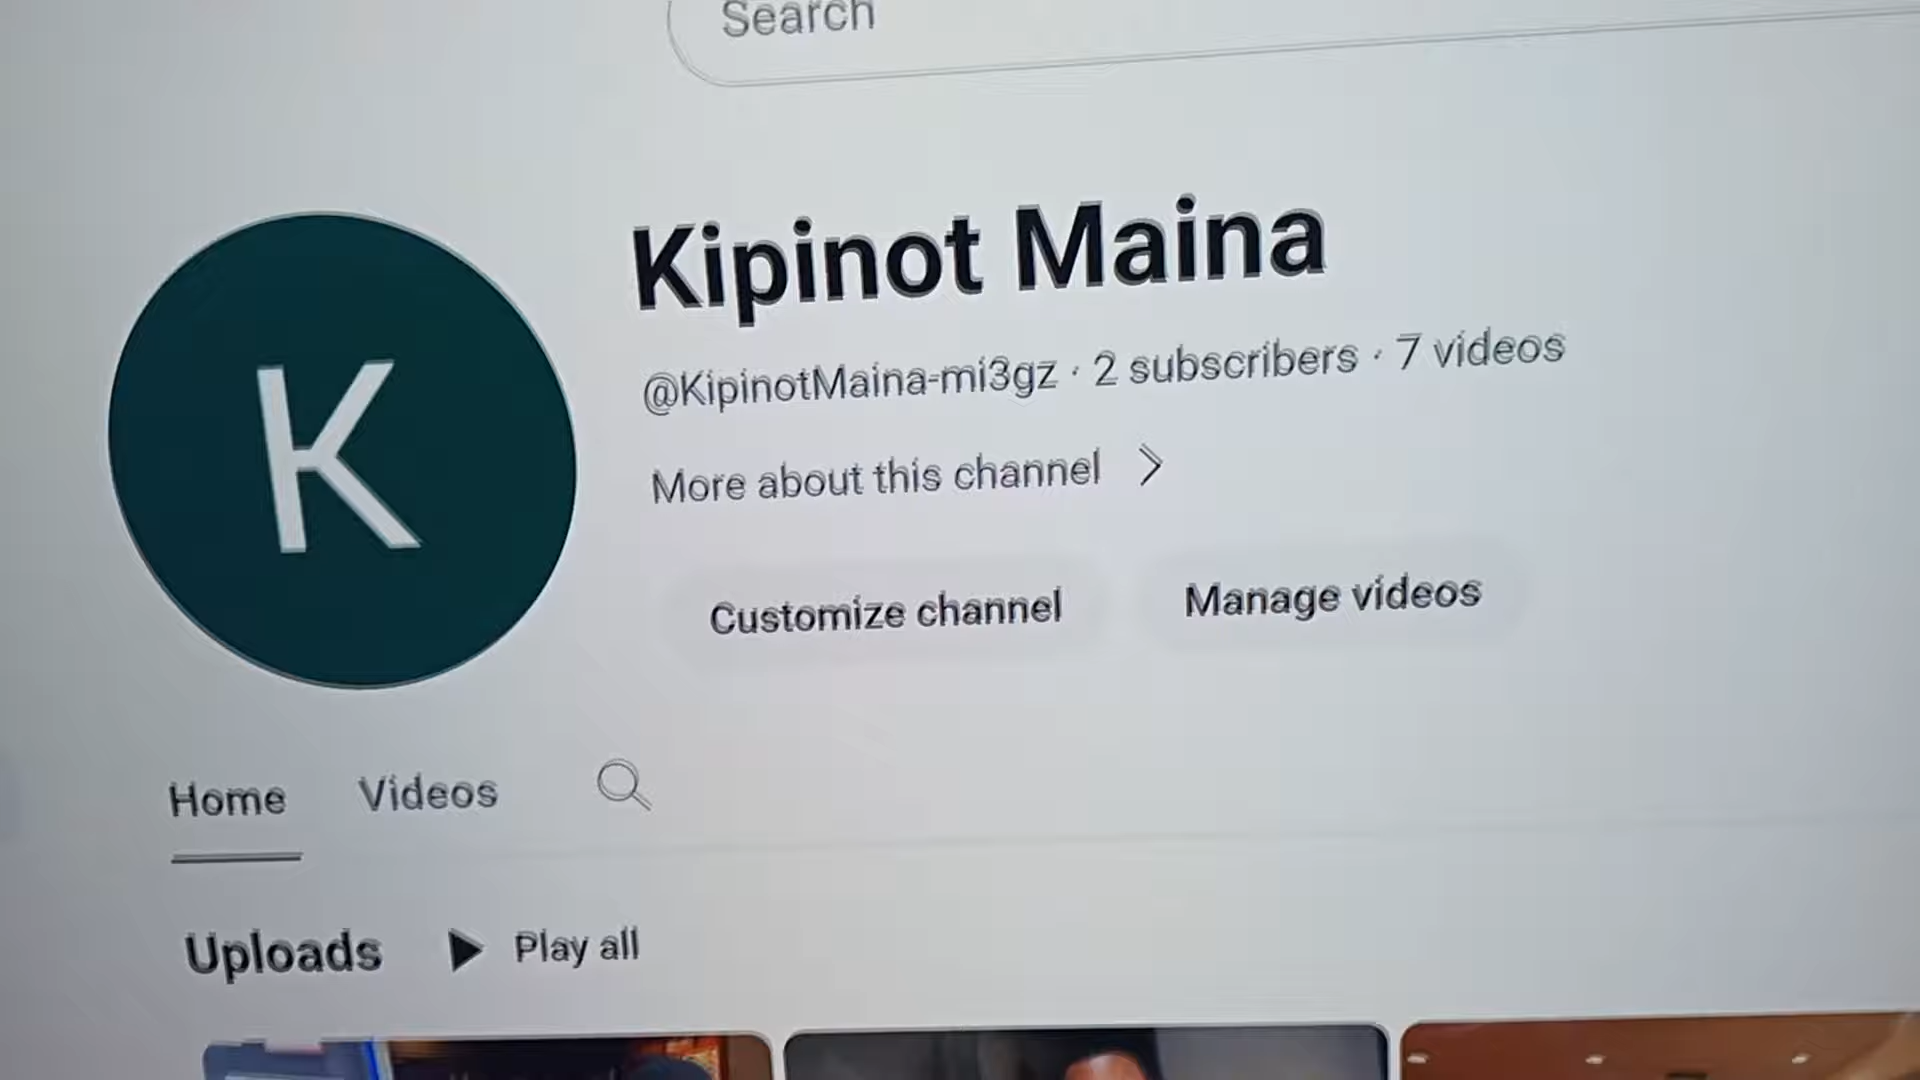 Search
K
Kipinot Maina
@KipinotMaina-mi3gz · 2 subscribers · 7 videos
More about this channel >
Customize channel
Manage videos
Home
Videos
Uploads
Play all